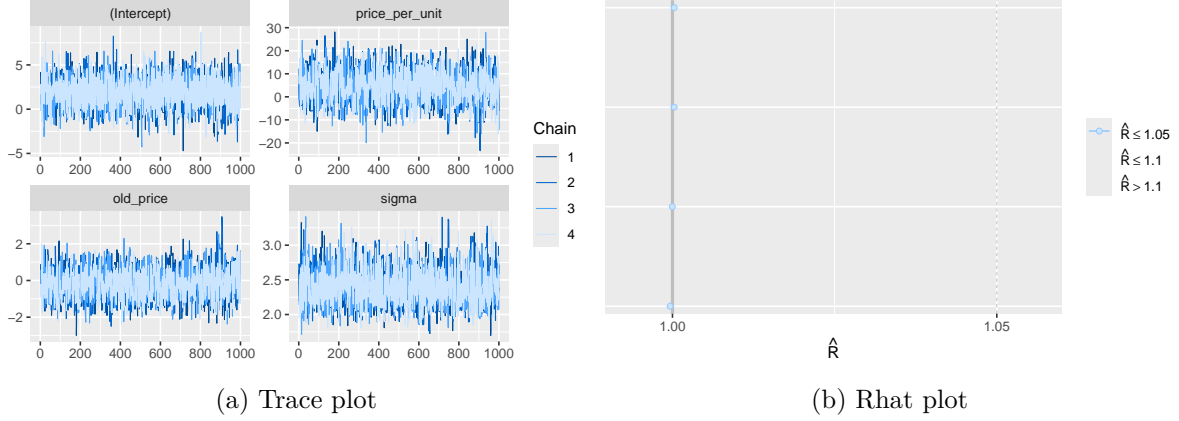 (Intercept)
price_per_unit
5
0
−5
0 200 400 600 800 1000
30
20
10
0
−10
−20
0 200 400 600 800 1000
old_price
sigma
2
0
−2
0 200 400 600 800 1000
3.0
2.5
2.0
0 200 400 600 800 1000
Chain
1
2
3
4
(a) Trace plot
1.00
1.05
R̂
R̂ ≤ 1.05
R̂ ≤ 1.1
R̂ > 1.1
(b) Rhat plot